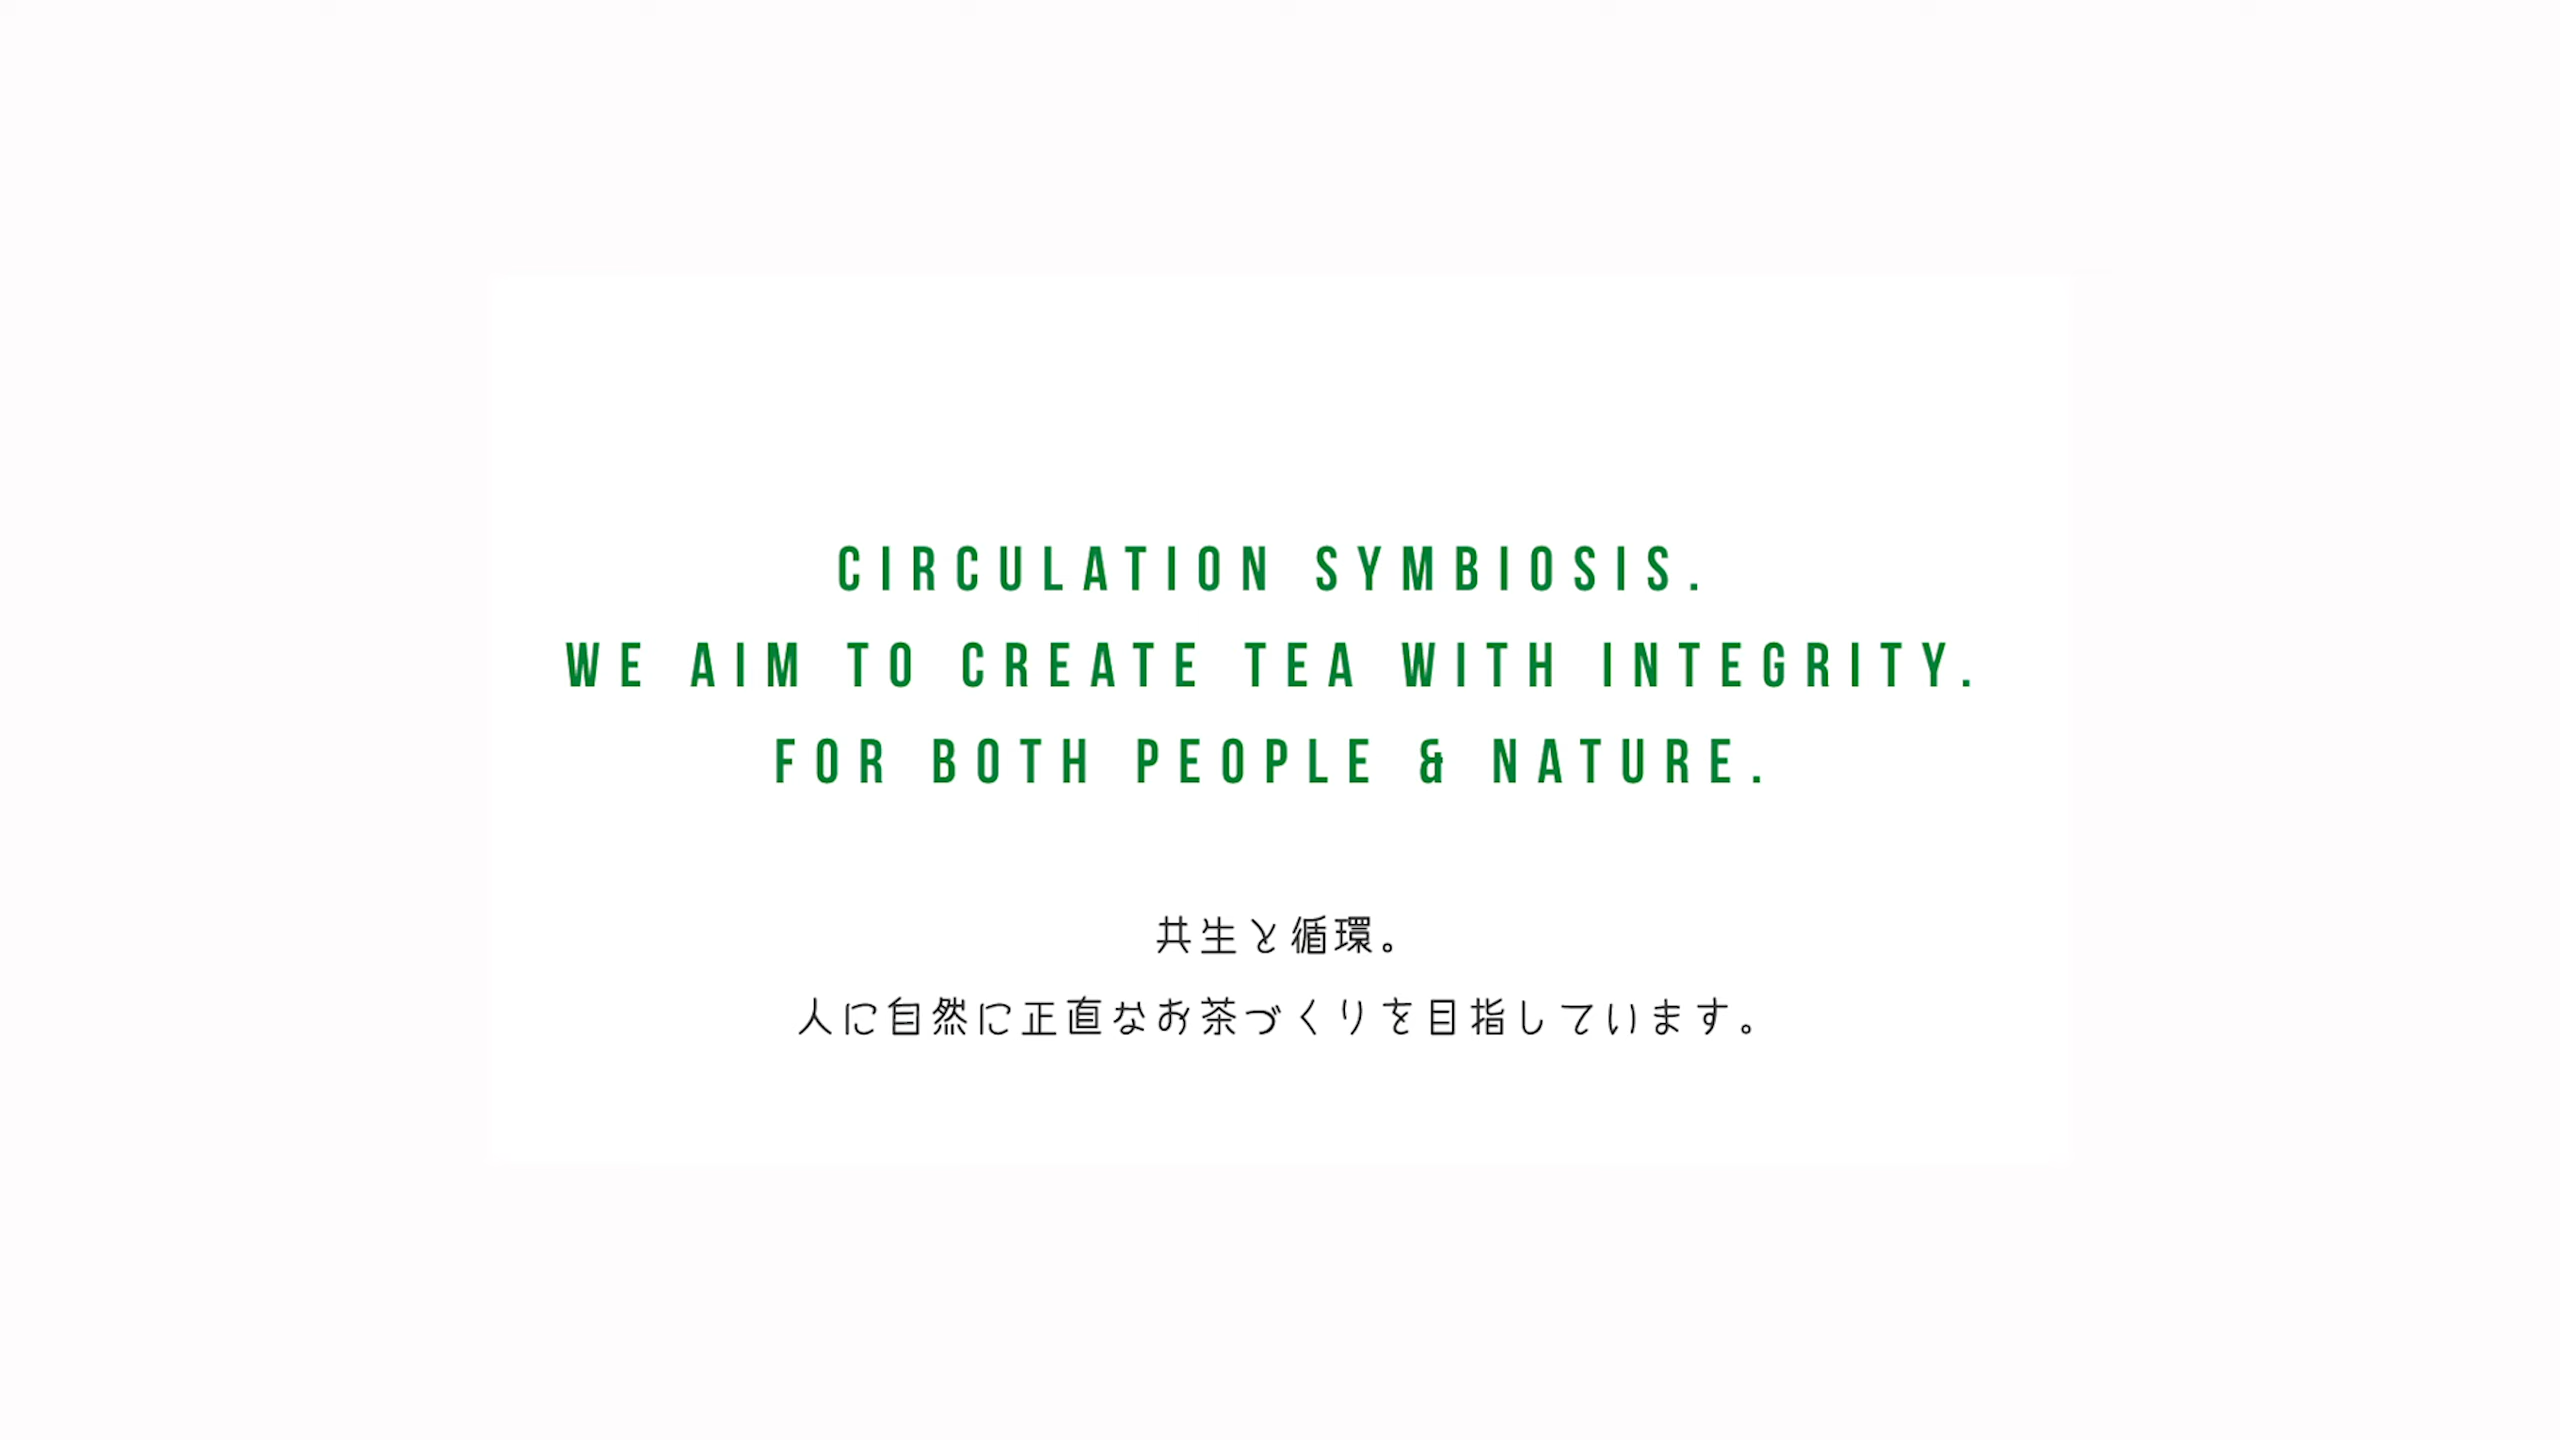 CIRCULATION SYMBIOSIS.
WE AIM TO CREATE TEA WITH INTEGRITY.
FOR BOTH PEOPLE & NATURE.
共生と循環。
人に自然に正直なお茶づくりを目指しています。